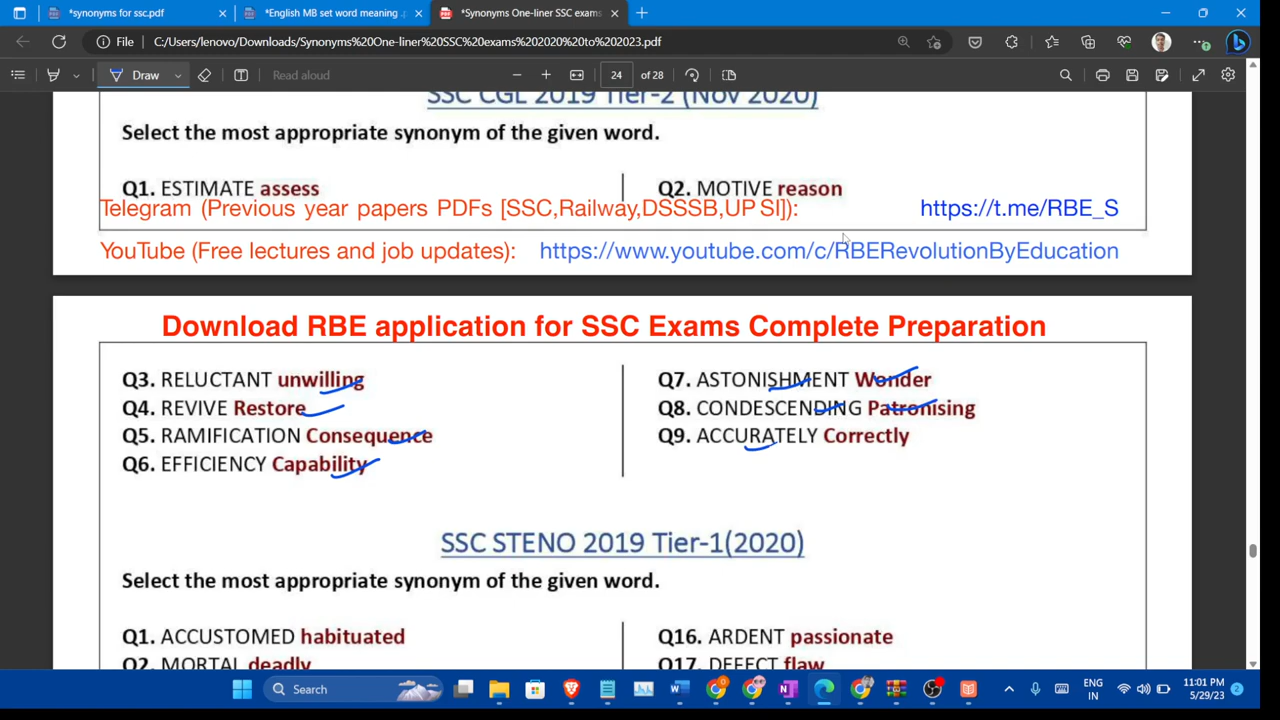 *synonyms for ssc.pdf
*English MB set word meaning .p
*Synonyms One-liner SSC exams
File
C:/Users/lenovo/Downloads/Synonyms%20One-liner%20SSC%20exams%202020%20to%202023.pdf
Draw
Read aloud
24 of 28
SSC CGL 2019 Tier-2 (Nov 2020)
Select the most appropriate synonym of the given word.
Q1. ESTIMATE assess
Q2. MOTIVE reason
Telegram (Previous year papers PDFs [SSC,Railway,DSSSB,UP SI]): https://t.me/RBE_S
YouTube (Free lectures and job updates): https://www.youtube.com/c/RBERevolutionByEducation
Download RBE application for SSC Exams Complete Preparation
Q3. RELUCTANT unwilling
Q4. REVIVE Restore
Q5. RAMIFICATION Consequence
Q6. EFFICIENCY Capability
Q7. ASTONISHMENT Wonder
Q8. CONDESCENDING Patronising
Q9. ACCURATELY Correctly
SSC STENO 2019 Tier-1(2020)
Select the most appropriate synonym of the given word.
Q1. ACCUSTOMED habituated
Q2. MORTAL deadly
Q16. ARDENT passionate
Q17. DEFECT flaw
Search
ENG
IN
11:01 PM
5/29/23